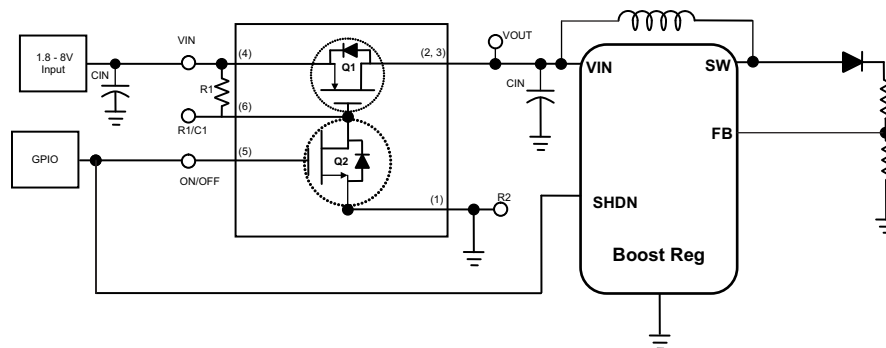 1.8 - 8V
Input
CIN
VIN
(4)
R1
(6)
R1/C1
Q1
(2, 3)
VOUT
CIN
VIN
SW
FB
SHDN
Boost Reg
GPIO
(5)
ON/OFF
Q2
(1)
R2